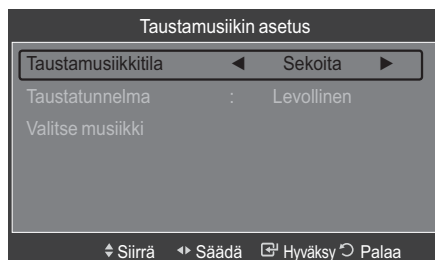 Taustamusiikin asetus
Taustamusiikkitila ◄ Sekoita ►
Taustatunnelma : Levollinen
Valitse musiikki
Siirrä Säädä Hyväksy Palaa